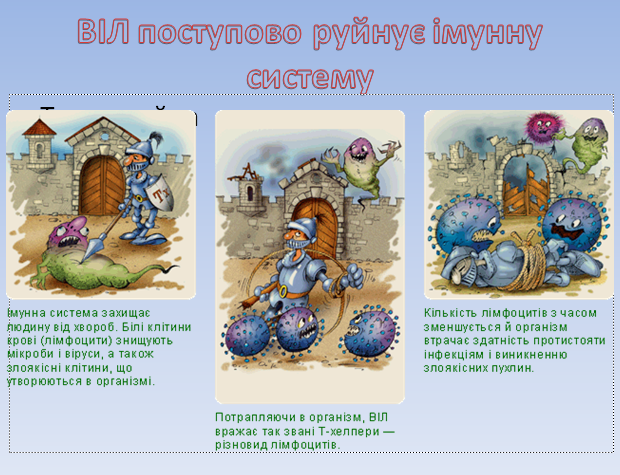 ВІЛ поступово руйнує імунну
систему
Т
Імунна система захищає
людину від хвороб. Білі клітини
крові (лімфоцити) знищують
мікроби і віруси, а також
злоякісні клітини, що
утворюються в організмі.
Потрапляючи в організм, ВІЛ
вражає так звані Т-хелпери —
різновид лімфоцитів.
Кількість лімфоцитів з часом
зменшується й організм
втрачає здатність протистояти
інфекціям і виникненню
злоякісних пухлин.